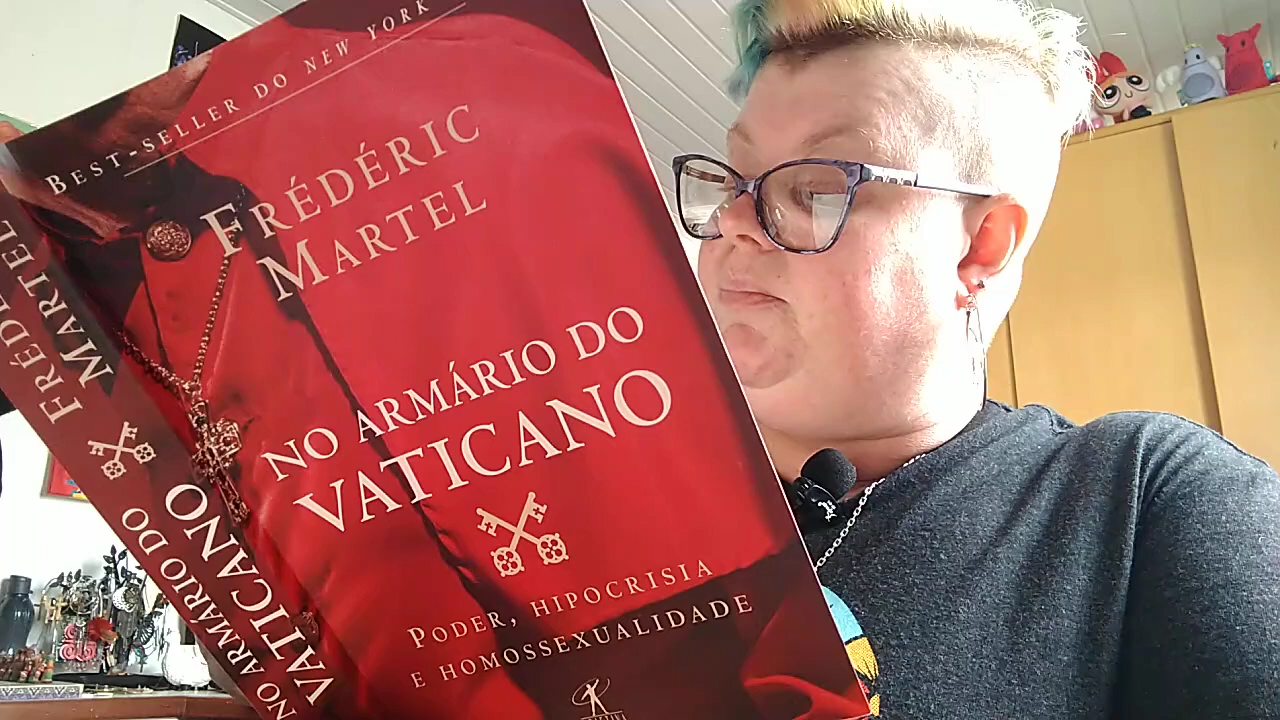 BEST-SELLER DO NEW YORK
FRÉDÉRIC
MARTEL
NO ARMÁRIO DO
VATICANO
PODER, HIPOCRISIA
E HOMOSSEXUALIDADE
MARTEL
NO ARMÁRIO DO
VATICANO